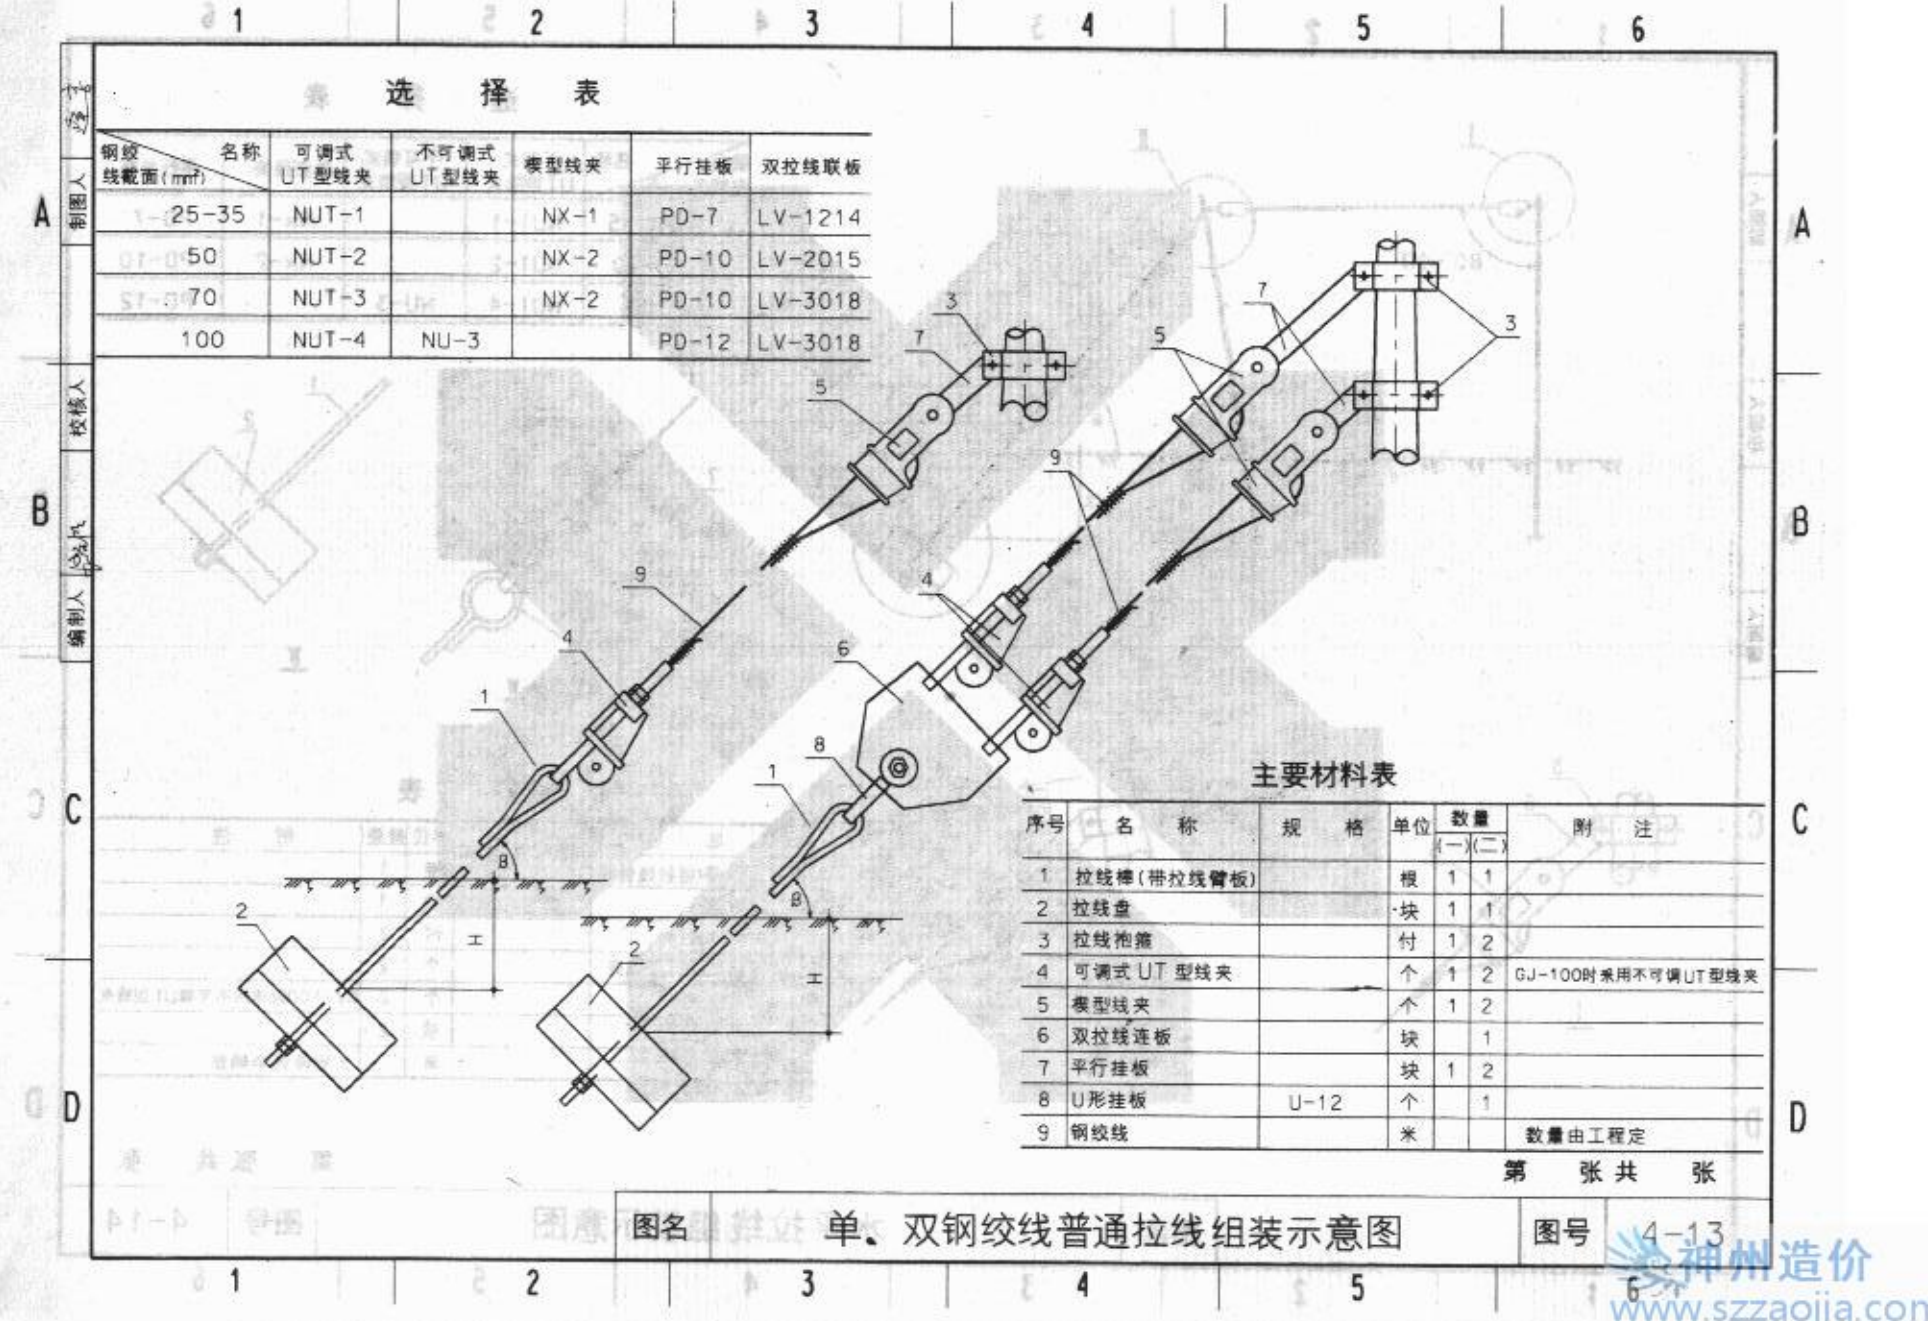 1 2 3 4 5 6
选 择 表
钢绞线截面(mm²) 名称 可调式UT型线夹 不可调式UT型线夹 楔型线夹 平行挂板 双拉线联板
25-35 NUT-1 NX-1 PD-7 LV-1214
50 NUT-2 NX-2 PD-10 LV-2015
70 NUT-3 NX-2 PD-10 LV-3018
100 NUT-4 NU-3 PD-12 LV-3018
制图人
校核人
编制人
A
B
C
D
A
B
C
D
3
7
5
9
4
1
β
H
2
7
3
5
9
4
6
8
1
β
H
2
主要材料表
序号 名 称 规 格 单位 数量 附 注
(一) (二)
1 拉线棒(带拉线臂板) 根 1 1
2 拉线盘 块 1 1
3 拉线抱箍 付 1 2
4 可调式UT型线夹 个 1 2 GJ-100时采用不可调UT型线夹
5 楔型线夹 个 1 2
6 双拉线连板 块 1
7 平行挂板 块 1 2
8 U形挂板 U-12 个 1
9 钢绞线 米 数量由工程定
第 张 共 张
图名 单、双钢绞线普通拉线组装示意图 图号 4-13
1 2 3 4 5 6
神州造价
www.szzaojia.com